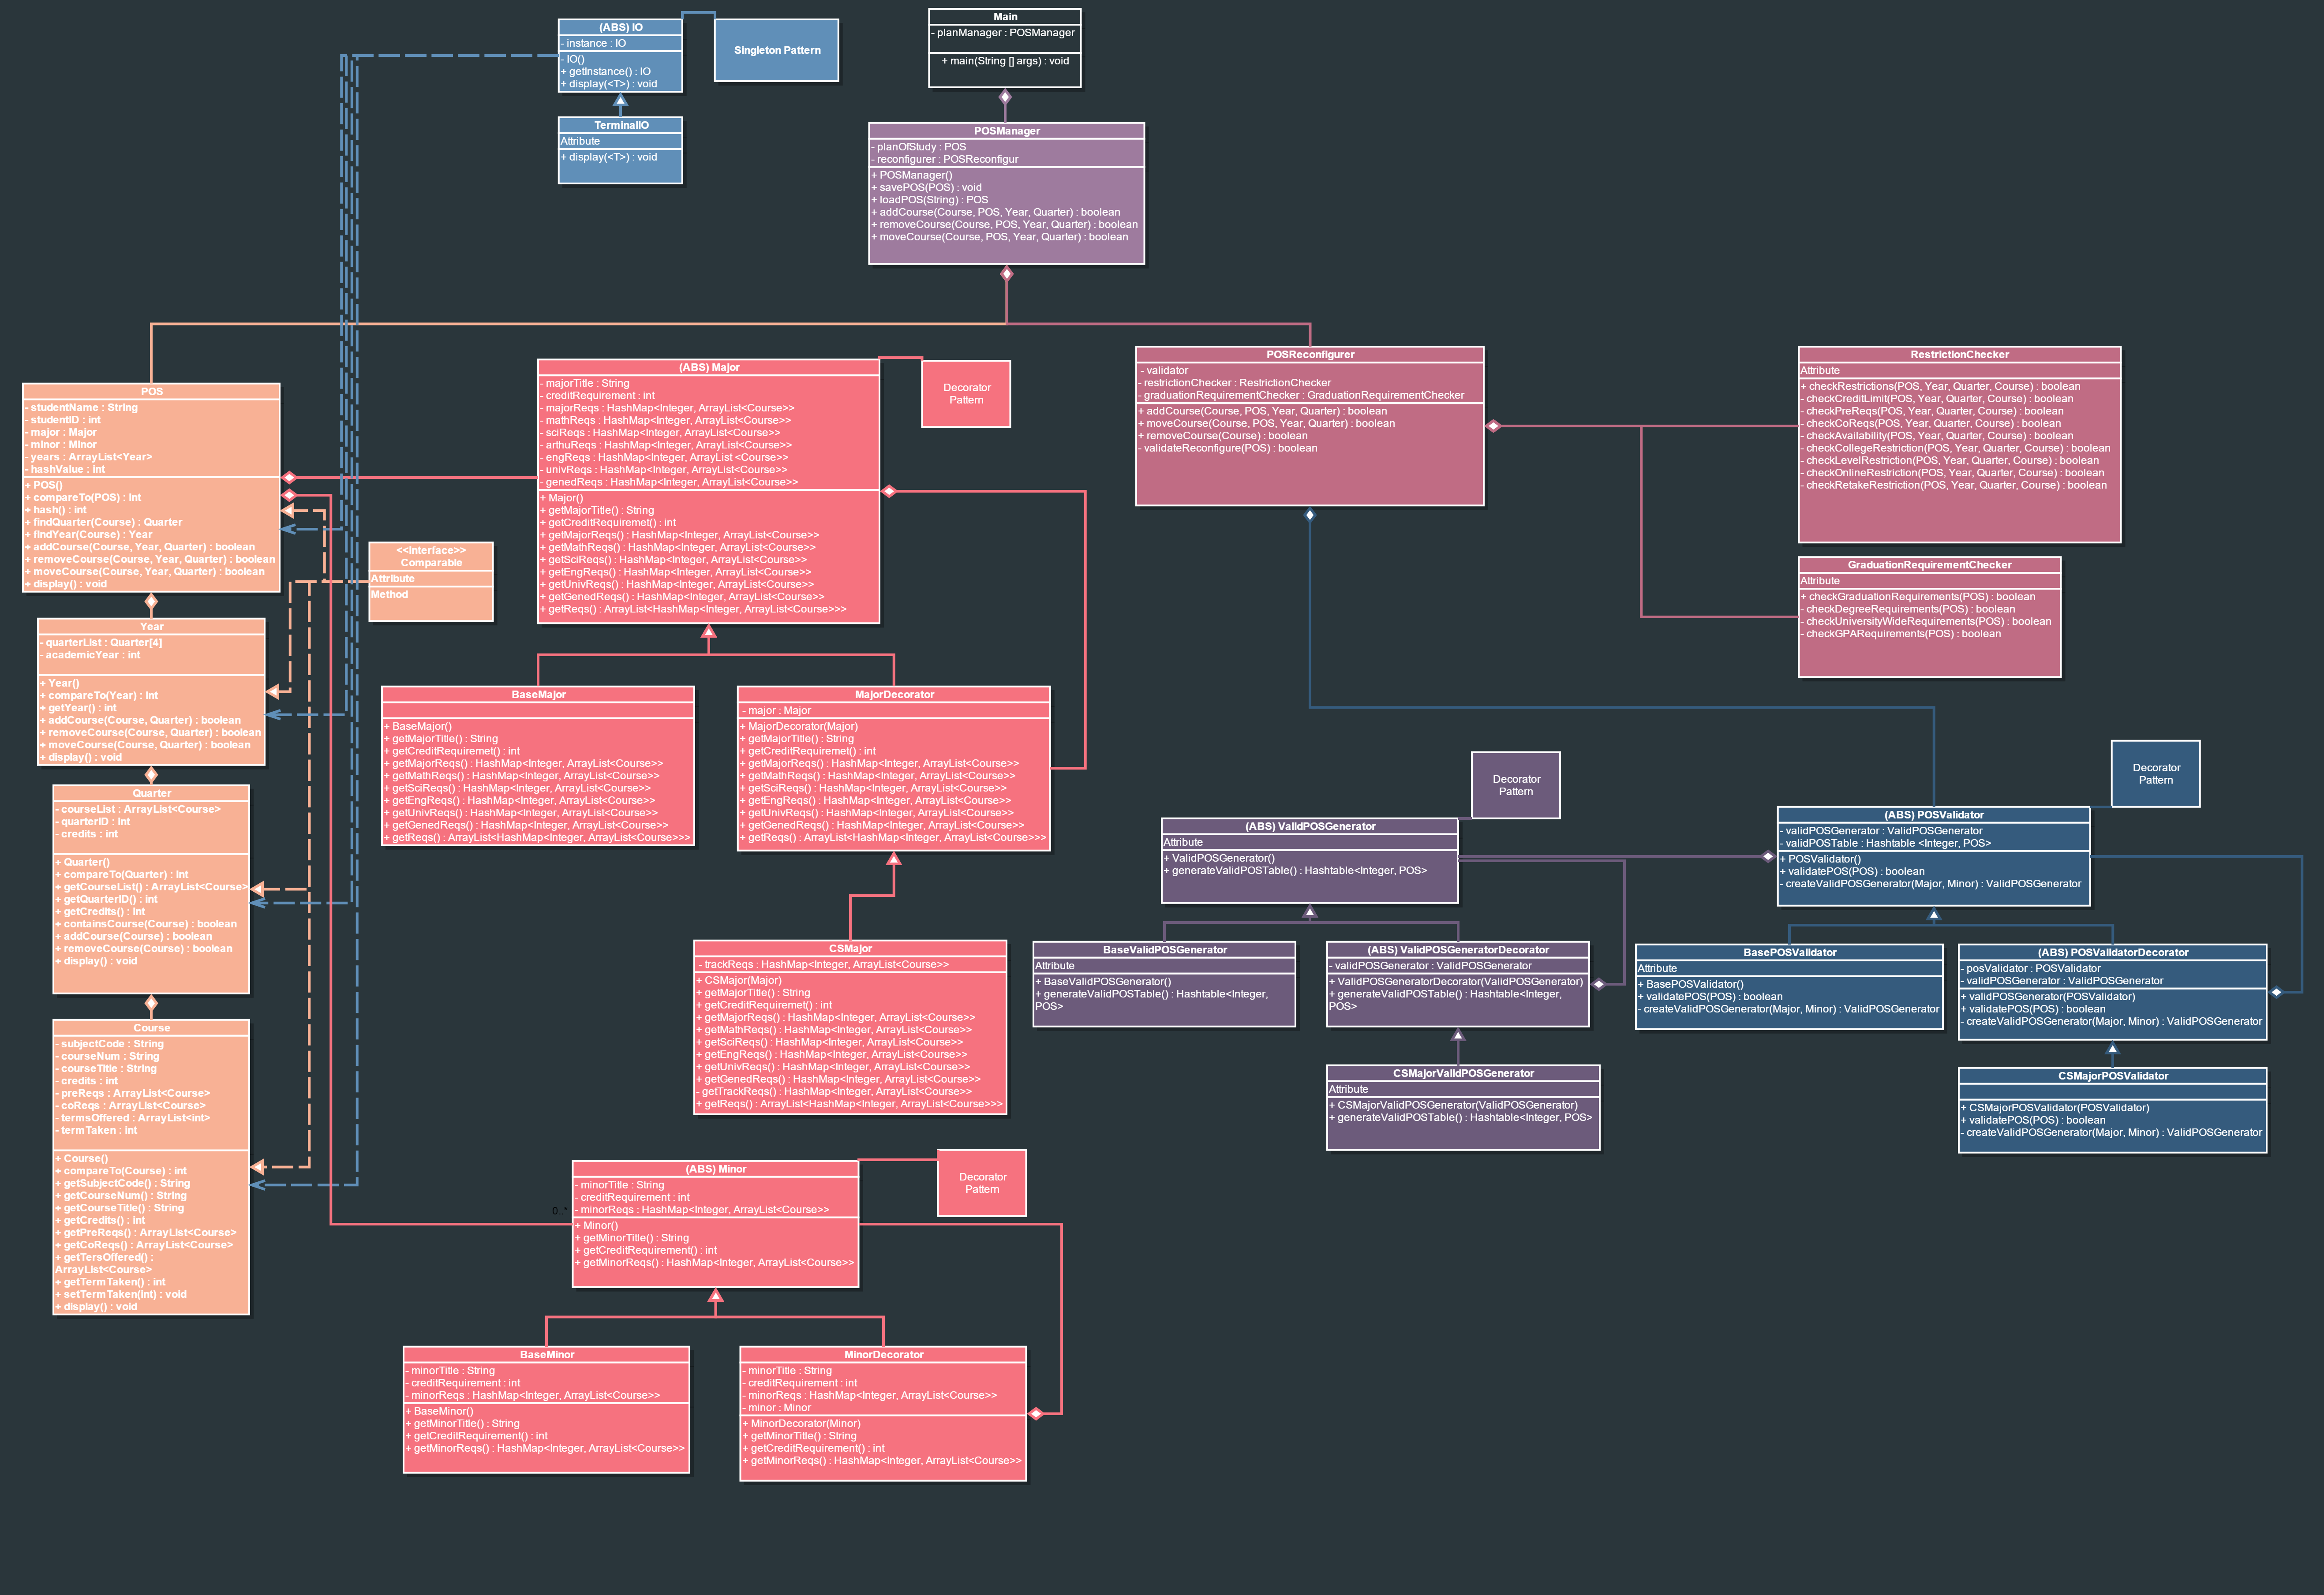 (ABS) IO
- instance : IO
- IO()
+ getInstance() : IO
+ display(<T>) : void
Singleton Pattern
TerminalIO
Attribute
+ display(<T>) : void
Main
- planManager : POSManager
+ main(String [] args) : void
POSManager
- planOfStudy : POS
- reconfigurer : POSReconfigur
+ POSManager()
+ savePOS(POS) : void
+ loadPOS(String) : POS
+ addCourse(Course, POS, Year, Quarter) : boolean
+ removeCourse(Course, POS, Year, Quarter) : boolean
+ moveCourse(Course, POS, Year, Quarter) : boolean
POS
- studentName : String
- studentID : int
- major : Major
- minor : Minor
- years : ArrayList<Year>
- hashValue : int
+ POS()
+ compareTo(POS) : int
+ hash() : int
+ findQuarter(Course) : Quarter
+ findYear(Course) : Year
+ addCourse(Course, Year, Quarter) : boolean
+ removeCourse(Course, Year, Quarter) : boolean
+ moveCourse(Course, Year, Quarter) : boolean
+ display() : void
<<interface>>
Comparable
Attribute
Method
Year
- quarterList : Quarter[4]
- academicYear : int
+ Year()
+ compareTo(Year) : int
+ getYear() : int
+ addCourse(Course, Quarter) : boolean
+ removeCourse(Course, Quarter) : boolean
+ moveCourse(Course, Quarter) : boolean
+ display() : void
Quarter
- courseList : ArrayList<Course>
- quarterID : int
- credits : int
+ Quarter()
+ compareTo(Quarter) : int
+ getCourseList() : ArrayList<Course>
+ getQuarterID() : int
+ getCredits() : int
+ containsCourse(Course) : boolean
+ addCourse(Course) : boolean
+ removeCourse(Course) : boolean
+ display() : void
Course
- subjectCode : String
- courseNum : String
- courseTitle : String
- credits : int
- preReqs : ArrayList<Course>
- coReqs : ArrayList<Course>
- termsOffered : ArrayList<int>
- termTaken : int
+ Course()
+ compareTo(Course) : int
+ getSubjectCode() : String
+ getCourseNum() : String
+ getCourseTitle() : String
+ getCredits() : int
+ getPreReqs() : ArrayList<Course>
+ getCoReqs() : ArrayList<Course>
+ getTersOffered() :
ArrayList<Course>
+ getTermTaken() : int
+ setTermTaken(int) : void
+ display() : void
(ABS) Major
- majorTitle : String
- creditRequirement : int
- majorReqs : HashMap<Integer, ArrayList<Course>>
- mathReqs : HashMap<Integer, ArrayList<Course>>
- sciReqs : HashMap<Integer, ArrayList<Course>>
- arthuReqs : HashMap<Integer, ArrayList<Course>>
- engReqs : HashMap<Integer, ArrayList <Course>>
- univReqs : HashMap<Integer, ArrayList<Course>>
- genedReqs : HashMap<Integer, ArrayList<Course>>
+ Major()
+ getMajorTitle() : String
+ getCreditRequiremet() : int
+ getMajorReqs() : HashMap<Integer, ArrayList<Course>>
+ getMathReqs() : HashMap<Integer, ArrayList<Course>>
+ getSciReqs() : HashMap<Integer, ArrayList<Course>>
+ getEngReqs() : HashMap<Integer, ArrayList<Course>>
+ getUnivReqs() : HashMap<Integer, ArrayList<Course>>
+ getGenedReqs() : HashMap<Integer, ArrayList<Course>>
+ getReqs() : ArrayList<HashMap<Integer, ArrayList<Course>>>
Decorator
Pattern
BaseMajor
+ BaseMajor()
+ getMajorTitle() : String
+ getCreditRequiremet() : int
+ getMajorReqs() : HashMap<Integer, ArrayList<Course>>
+ getMathReqs() : HashMap<Integer, ArrayList<Course>>
+ getSciReqs() : HashMap<Integer, ArrayList<Course>>
+ getEngReqs() : HashMap<Integer, ArrayList<Course>>
+ getUnivReqs() : HashMap<Integer, ArrayList<Course>>
+ getGenedReqs() : HashMap<Integer, ArrayList<Course>>
+ getReqs() : ArrayList<HashMap<Integer, ArrayList<Course>>>
MajorDecorator
- major : Major
+ MajorDecorator(Major)
+ getMajorTitle() : String
+ getCreditRequiremet() : int
+ getMajorReqs() : HashMap<Integer, ArrayList<Course>>
+ getMathReqs() : HashMap<Integer, ArrayList<Course>>
+ getSciReqs() : HashMap<Integer, ArrayList<Course>>
+ getEngReqs() : HashMap<Integer, ArrayList<Course>>
+ getUnivReqs() : HashMap<Integer, ArrayList<Course>>
+ getGenedReqs() : HashMap<Integer, ArrayList<Course>>
+ getReqs() : ArrayList<HashMap<Integer, ArrayList<Course>>>
CSMajor
- trackReqs : HashMap<Integer, ArrayList<Course>>
+ CSMajor(Major)
+ getMajorTitle() : String
+ getCreditRequiremet() : int
+ getMajorReqs() : HashMap<Integer, ArrayList<Course>>
+ getMathReqs() : HashMap<Integer, ArrayList<Course>>
+ getSciReqs() : HashMap<Integer, ArrayList<Course>>
+ getEngReqs() : HashMap<Integer, ArrayList<Course>>
+ getUnivReqs() : HashMap<Integer, ArrayList<Course>>
+ getGenedReqs() : HashMap<Integer, ArrayList<Course>>
- getTrackReqs() : HashMap<Integer, ArrayList<Course>>
+ getReqs() : ArrayList<HashMap<Integer, ArrayList<Course>>>
0..*
(ABS) Minor
- minorTitle : String
- creditRequirement : int
- minorReqs : HashMap<Integer, ArrayList<Course>>
+ Minor()
+ getMinorTitle() : String
+ getCreditRequirement() : int
+ getMinorReqs() : HashMap<Integer, ArrayList<Course>>
Decorator
Pattern
BaseMinor
- minorTitle : String
- creditRequirement : int
- minorReqs : HashMap<Integer, ArrayList<Course>>
+ BaseMinor()
+ getMinorTitle() : String
+ getCreditRequirement() : int
+ getMinorReqs() : HashMap<Integer, ArrayList<Course>>
MinorDecorator
- minorTitle : String
- creditRequirement : int
- minorReqs : HashMap<Integer, ArrayList<Course>>
- minor : Minor
+ MinorDecorator(Minor)
+ getMinorTitle() : String
+ getCreditRequirement() : int
+ getMinorReqs() : HashMap<Integer, ArrayList<Course>>
POSReconfigurer
- validator
- restrictionChecker : RestrictionChecker
- graduationRequirementChecker : GraduationRequirementChecker
+ addCourse(Course, POS, Year, Quarter) : boolean
+ moveCourse(Course, POS, Year, Quarter) : boolean
+ removeCourse(Course) : boolean
- validateReconfigure(POS) : boolean
RestrictionChecker
Attribute
+ checkRestrictions(POS, Year, Quarter, Course) : boolean
- checkCreditLimit(POS, Year, Quarter, Course) : boolean
- checkPreReqs(POS, Year, Quarter, Course) : boolean
- checkCoReqs(POS, Year, Quarter, Course) : boolean
- checkAvailability(POS, Year, Quarter, Course) : boolean
- checkCollegeRestriction(POS, Year, Quarter, Course) : boolean
- checkLevelRestriction(POS, Year, Quarter, Course) : boolean
- checkOnlineRestriction(POS, Year, Quarter, Course) : boolean
- checkRetakeRestriction(POS, Year, Quarter, Course) : boolean
GraduationRequirementChecker
Attribute
+ checkGraduationRequirements(POS) : boolean
- checkDegreeRequirements(POS) : boolean
- checkUniversityWideRequirements(POS) : boolean
- checkGPARequirements(POS) : boolean
Decorator
Pattern
(ABS) ValidPOSGenerator
Attribute
+ ValidPOSGenerator()
+ generateValidPOSTable() : Hashtable<Integer, POS>
BaseValidPOSGenerator
Attribute
+ BaseValidPOSGenerator()
+ generateValidPOSTable() : Hashtable<Integer,
POS>
(ABS) ValidPOSGeneratorDecorator
- validPOSGenerator : ValidPOSGenerator
+ ValidPOSGeneratorDecorator(ValidPOSGenerator)
+ generateValidPOSTable() : Hashtable<Integer,
POS>
CSMajorValidPOSGenerator
Attribute
+ CSMajorValidPOSGenerator(ValidPOSGenerator)
+ generateValidPOSTable() : Hashtable<Integer, POS>
Decorator
Pattern
(ABS) POSValidator
- validPOSGenerator : ValidPOSGenerator
- validPOSTable : Hashtable <Integer, POS>
+ POSValidator()
+ validatePOS(POS) : boolean
- createValidPOSGenerator(Major, Minor) : ValidPOSGenerator
BasePOSValidator
Attribute
+ BasePOSValidator()
+ validatePOS(POS) : boolean
- createValidPOSGenerator(Major, Minor) : ValidPOSGenerator
(ABS) POSValidatorDecorator
- posValidator : POSValidator
- validPOSGenerator : ValidPOSGenerator
+ validPOSGenerator(POSValidator)
+ validatePOS(POS) : boolean
- createValidPOSGenerator(Major, Minor) : ValidPOSGenerator
CSMajorPOSValidator
+ CSMajorPOSValidator(POSValidator)
+ validatePOS(POS) : boolean
- createValidPOSGenerator(Major, Minor) : ValidPOSGenerator